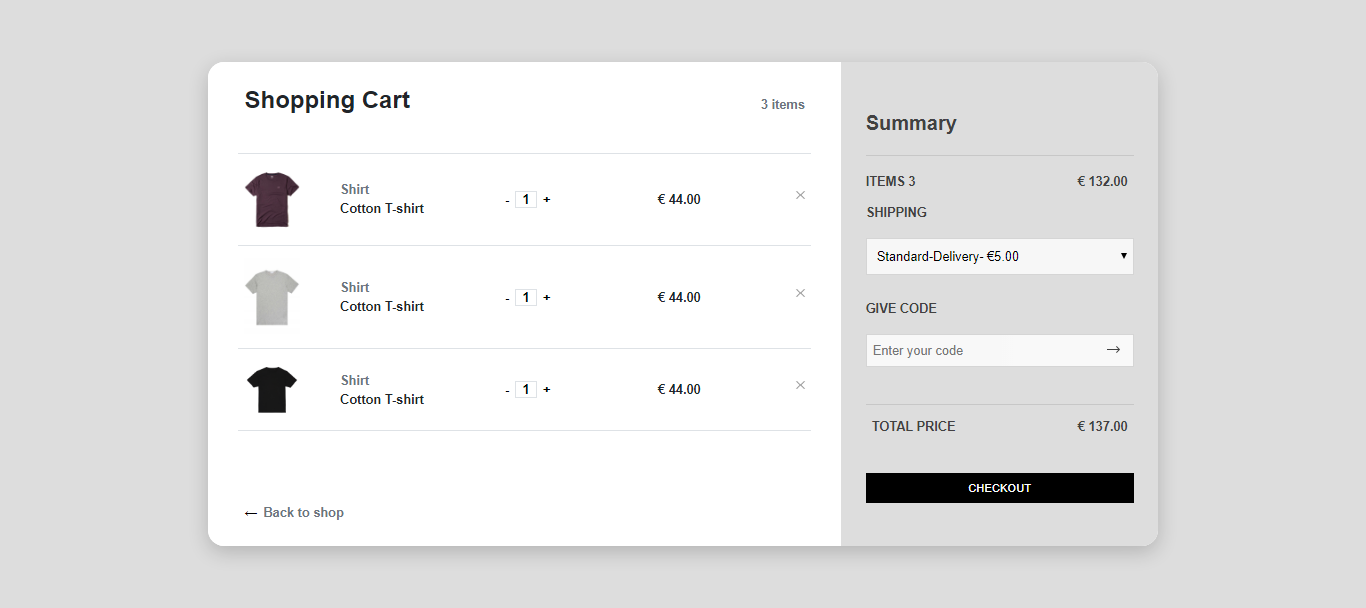 Shopping Cart
3 items
Shirt
Cotton T-shirt
- 1 +
€ 44.00
×
Shirt
Cotton T-shirt
- 1 +
€ 44.00
×
Shirt
Cotton T-shirt
- 1 +
€ 44.00
×
← Back to shop
Summary
ITEMS 3 € 132.00
SHIPPING
Standard-Delivery- €5.00
GIVE CODE
Enter your code →
TOTAL PRICE € 137.00
CHECKOUT